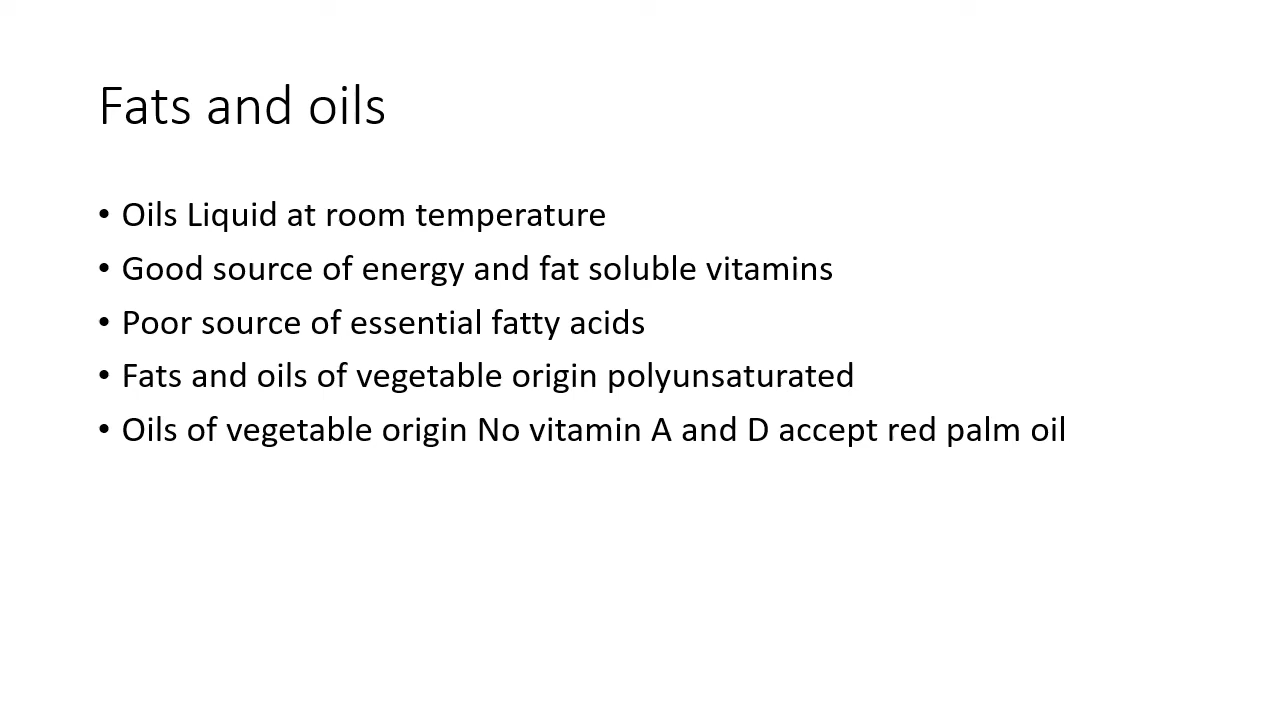 Fats and oils
• Oils Liquid at room temperature
• Good source of energy and fat soluble vitamins
• Poor source of essential fatty acids
• Fats and oils of vegetable origin polyunsaturated
• Oils of vegetable origin No vitamin A and D accept red palm oil